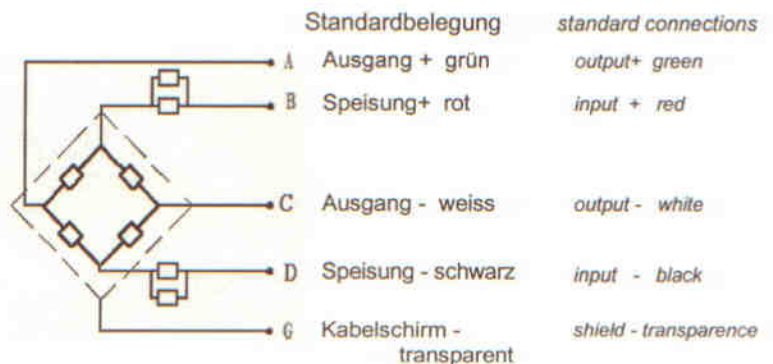 Standardbelegung standard connections
A Ausgang + grün output+ green
B Speisung+ rot input + red
C Ausgang - weiss output - white
D Speisung - schwarz input - black
G Kabelschirm - shield - transparence
transparent